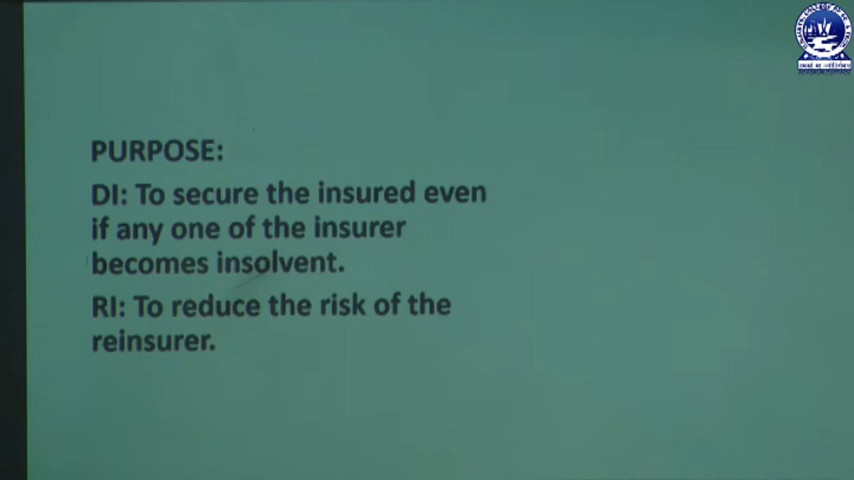 PURPOSE:
DI: To secure the insured even
if any one of the insurer
becomes insolvent.
RI: To reduce the risk of the
reinsurer.